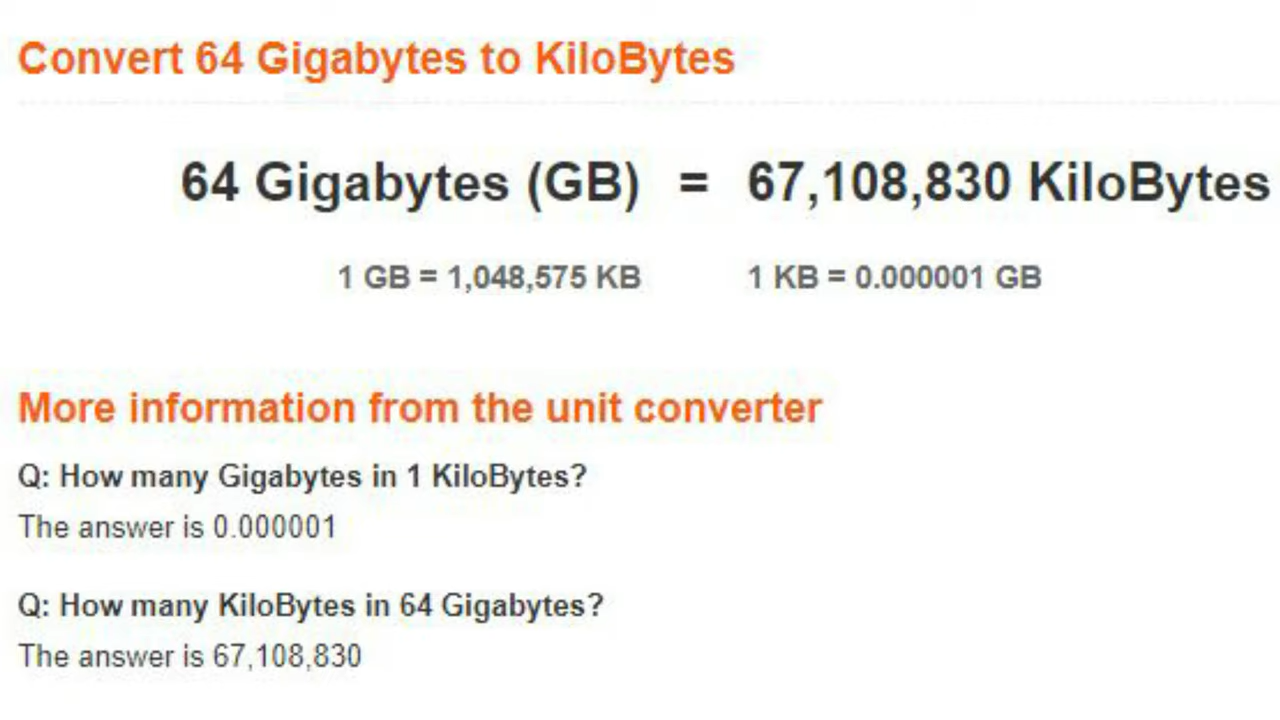 Convert 64 Gigabytes to KiloBytes
64 Gigabytes (GB) = 67,108,830 KiloBytes
1 GB = 1,048,575 KB 1 KB = 0.000001 GB
More information from the unit converter
Q: How many Gigabytes in 1 KiloBytes?
The answer is 0.000001
Q: How many KiloBytes in 64 Gigabytes?
The answer is 67,108,830